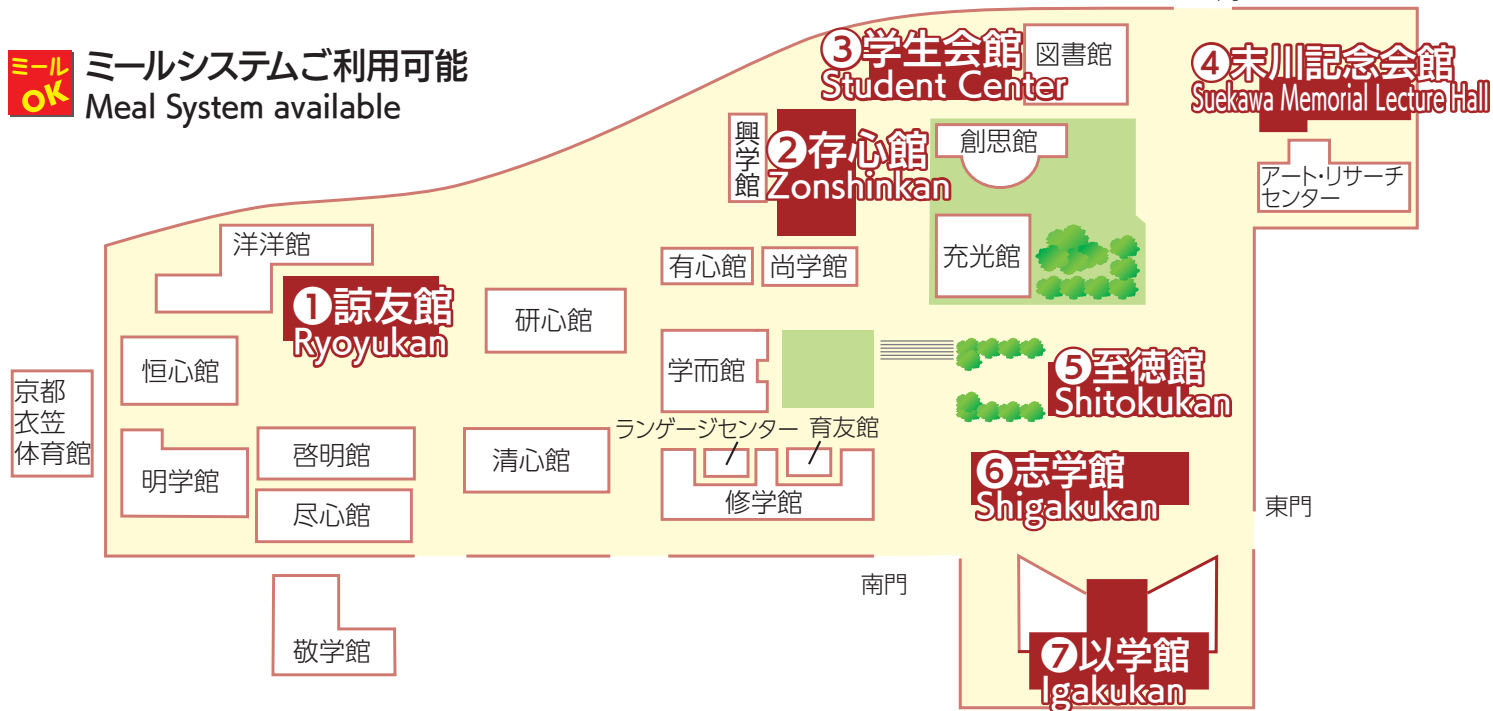 ミール
OK
ミールシステムご利用可能
Meal System available
③学生会館
Student Center
図書館
④末川記念会館
Suekawa Memorial Lecture Hall
興学館
②存心館
Zonshinkan
創思館
アート・リサーチ
センター
洋洋館
有心館
尚学館
充光館
①諒友館
Ryoyukan
研心館
恒心館
学而館
⑤至徳館
Shitokukan
京都
衣笠
体育館
ランゲージセンター
育友館
啓明館
清心館
明学館
⑥志学館
Shigakukan
修学館
尽心館
東門
南門
敬学館
⑦以学館
Igakukan